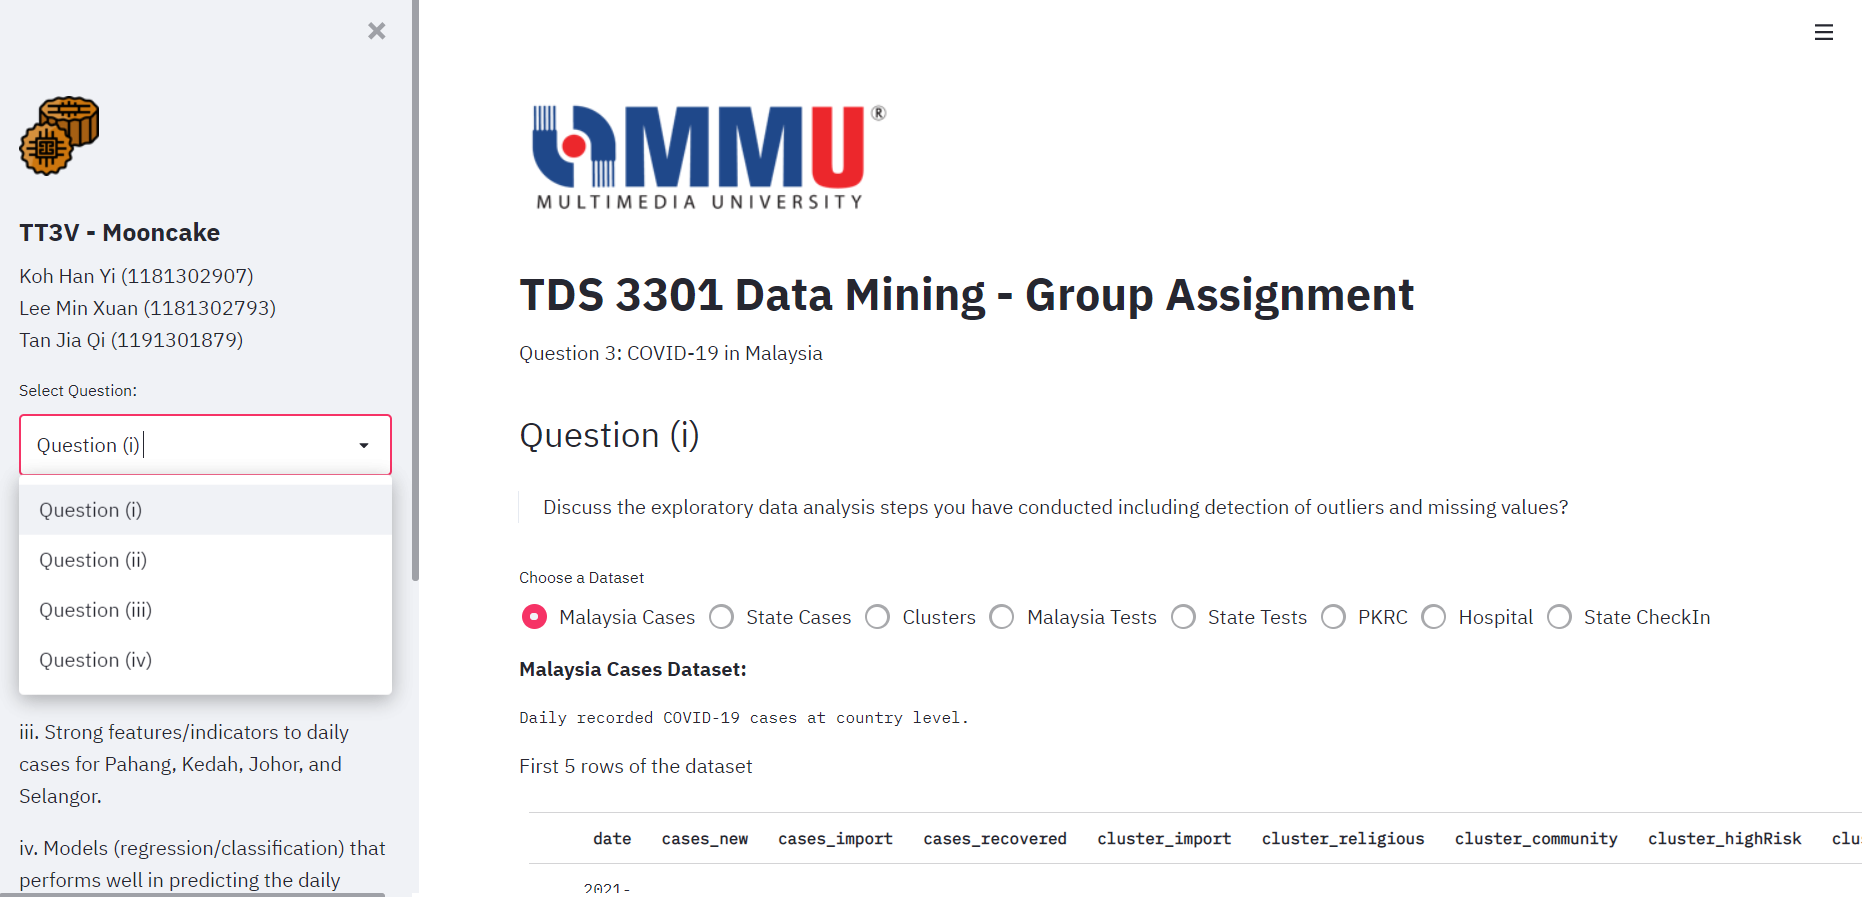 TT3V - Mooncake
Koh Han Yi (1181302907)
Lee Min Xuan (1181302793)
Tan Jia Qi (1191301879)
Select Question:
Question (i)
Question (i)
Question (ii)
Question (iii)
Question (iv)
iii. Strong features/indicators to daily
cases for Pahang, Kedah, Johor, and
Selangor.
iv. Models (regression/classification) that
performs well in predicting the daily
MMU ®
MULTIMEDIA UNIVERSITY
TDS 3301 Data Mining - Group Assignment
Question 3: COVID-19 in Malaysia
Question (i)
Discuss the exploratory data analysis steps you have conducted including detection of outliers and missing values?
Choose a Dataset
Malaysia Cases State Cases Clusters Malaysia Tests State Tests PKRC Hospital State CheckIn
Malaysia Cases Dataset:
Daily recorded COVID-19 cases at country level.
First 5 rows of the dataset
date cases_new cases_import cases_recovered cluster_import cluster_religious cluster_community cluster_highRisk clu
2021-